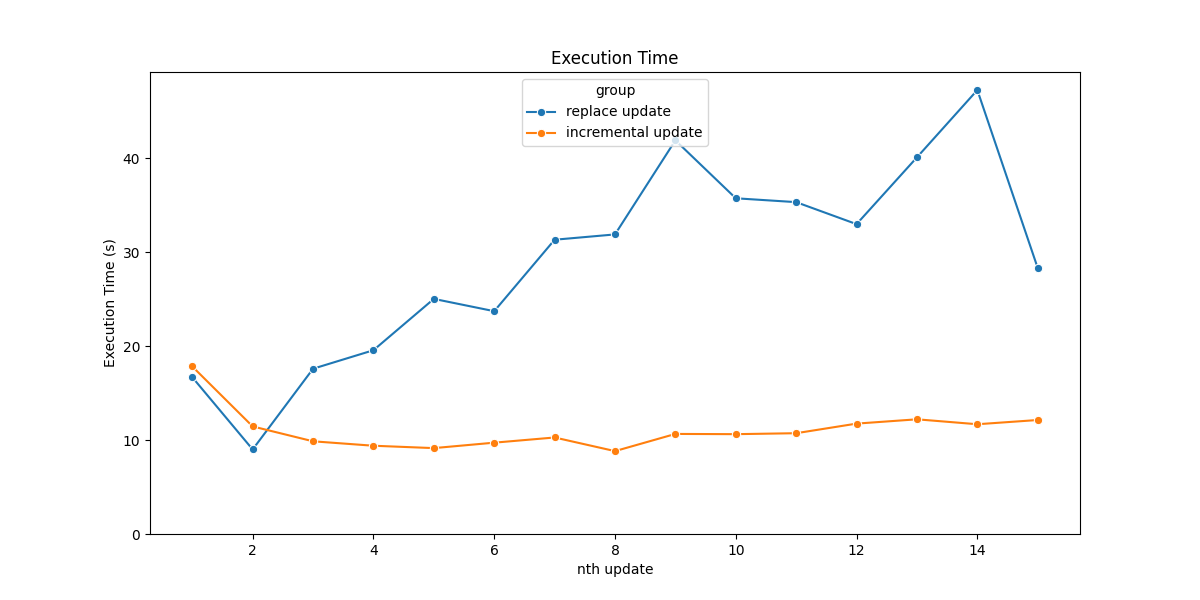 Execution Time
group
replace update
incremental update
Execution Time (s)
40
30
20
10
0
2 4 6 8 10 12 14
nth update